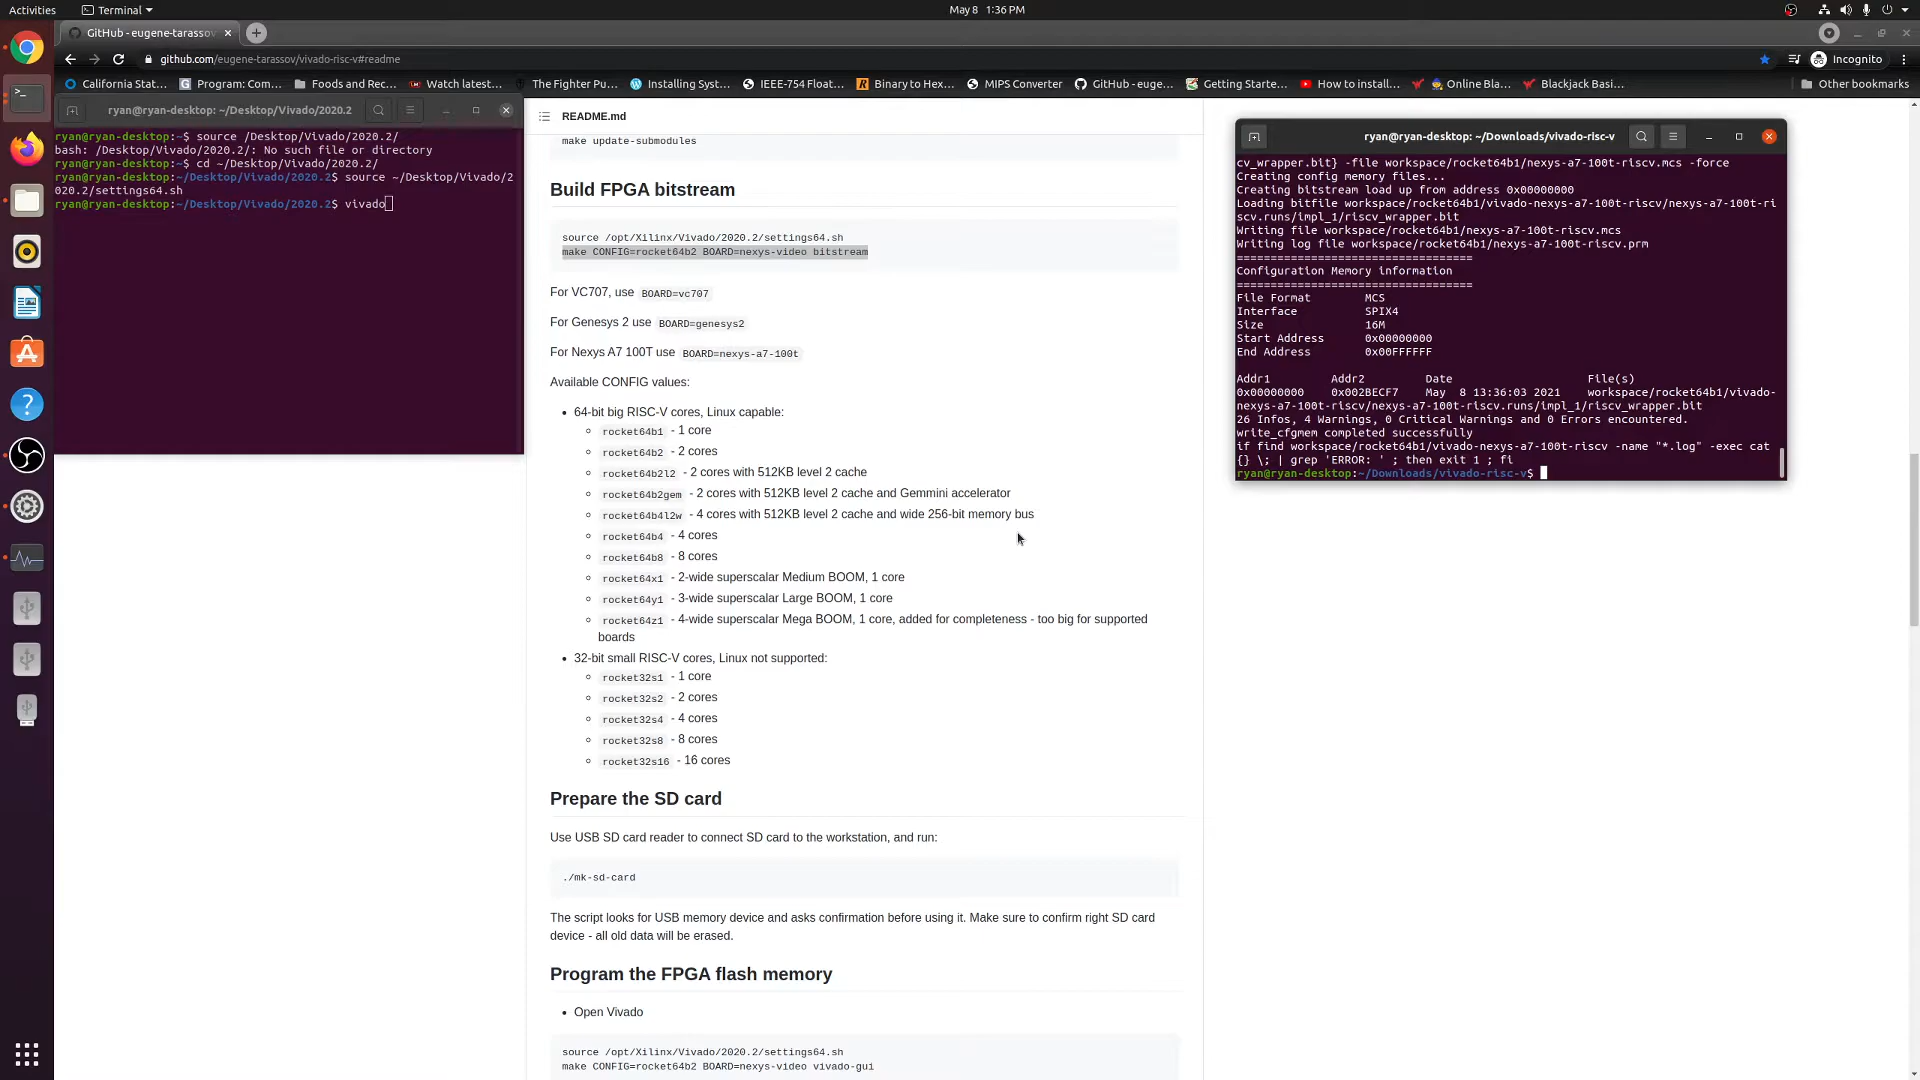 Activities
Terminal
May 8 1:36 PM
GitHub - eugene-tarassov
github.com/eugene-tarassov/vivado-risc-v#readme
Incognito
California Stat...
Program: Com...
Foods and Rec...
Watch latest...
The Fighter Pu...
Installing Syst...
IEEE-754 Float...
Binary to Hex...
MIPS Converter
GitHub - euge...
Getting Starte...
How to install...
Online Bla...
Blackjack Basi...
Other bookmarks
ryan@ryan-desktop: ~/Desktop/Vivado/2020.2
ryan@ryan-desktop:~$ source /Desktop/Vivado/2020.2/
bash: /Desktop/Vivado/2020.2/: No such file or directory
ryan@ryan-desktop:~$ cd ~/Desktop/Vivado/2020.2/
ryan@ryan-desktop:~/Desktop/Vivado/2020.2$ source ~/Desktop/Vivado/2
020.2/settings64.sh
ryan@ryan-desktop:~/Desktop/Vivado/2020.2$ vivado
README.md
make update-submodules
Build FPGA bitstream
source /opt/Xilinx/Vivado/2020.2/settings64.sh
make CONFIG=rocket64b2 BOARD=nexys-video bitstream
For VC707, use BOARD=vc707
For Genesys 2 use BOARD=genesys2
For Nexys A7 100T use BOARD=nexys-a7-100t
Available CONFIG values:
64-bit big RISC-V cores, Linux capable:
rocket64b1 - 1 core
rocket64b2 - 2 cores
rocket64b2l2 - 2 cores with 512KB level 2 cache
rocket64b2gem - 2 cores with 512KB level 2 cache and Gemmini accelerator
rocket64b4l2w - 4 cores with 512KB level 2 cache and wide 256-bit memory bus
rocket64b4 - 4 cores
rocket64b8 - 8 cores
rocket64x1 - 2-wide superscalar Medium BOOM, 1 core
rocket64y1 - 3-wide superscalar Large BOOM, 1 core
rocket64z1 - 4-wide superscalar Mega BOOM, 1 core, added for completeness - too big for supported
boards
32-bit small RISC-V cores, Linux not supported:
rocket32s1 - 1 core
rocket32s2 - 2 cores
rocket32s4 - 4 cores
rocket32s8 - 8 cores
rocket32s16 - 16 cores
Prepare the SD card
Use USB SD card reader to connect SD card to the workstation, and run:
./mk-sd-card
The script looks for USB memory device and asks confirmation before using it. Make sure to confirm right SD card
device - all old data will be erased.
Program the FPGA flash memory
Open Vivado
source /opt/Xilinx/Vivado/2020.2/settings64.sh
make CONFIG=rocket64b2 BOARD=nexys-video vivado-gui
ryan@ryan-desktop: ~/Downloads/vivado-risc-v
cv_wrapper.bit} -file workspace/rocket64b1/nexys-a7-100t-riscv.mcs -force
Creating config memory files...
Creating bitstream load up from address 0x00000000
Loading bitfile workspace/rocket64b1/vivado-nexys-a7-100t-riscv/nexys-a7-100t-ri
scv.runs/impl_1/riscv_wrapper.bit
Writing file workspace/rocket64b1/nexys-a7-100t-riscv.mcs
Writing log file workspace/rocket64b1/nexys-a7-100t-riscv.prm
===================================
Configuration Memory information
===================================
File Format MCS
Interface SPIX4
Size 16M
Start Address 0x00000000
End Address 0x00FFFFFF
Addr1 Addr2 Date File(s)
0x00000000 0x002BECF7 May 8 13:36:03 2021 workspace/rocket64b1/vivado-
nexys-a7-100t-riscv/nexys-a7-100t-riscv.runs/impl_1/riscv_wrapper.bit
26 Infos, 4 Warnings, 0 Critical Warnings and 0 Errors encountered.
write_cfgmem completed successfully
if find workspace/rocket64b1/vivado-nexys-a7-100t-riscv -name "*.log" -exec cat
{} \; | grep 'ERROR: ' ; then exit 1 ; fi
ryan@ryan-desktop:~/Downloads/vivado-risc-v$